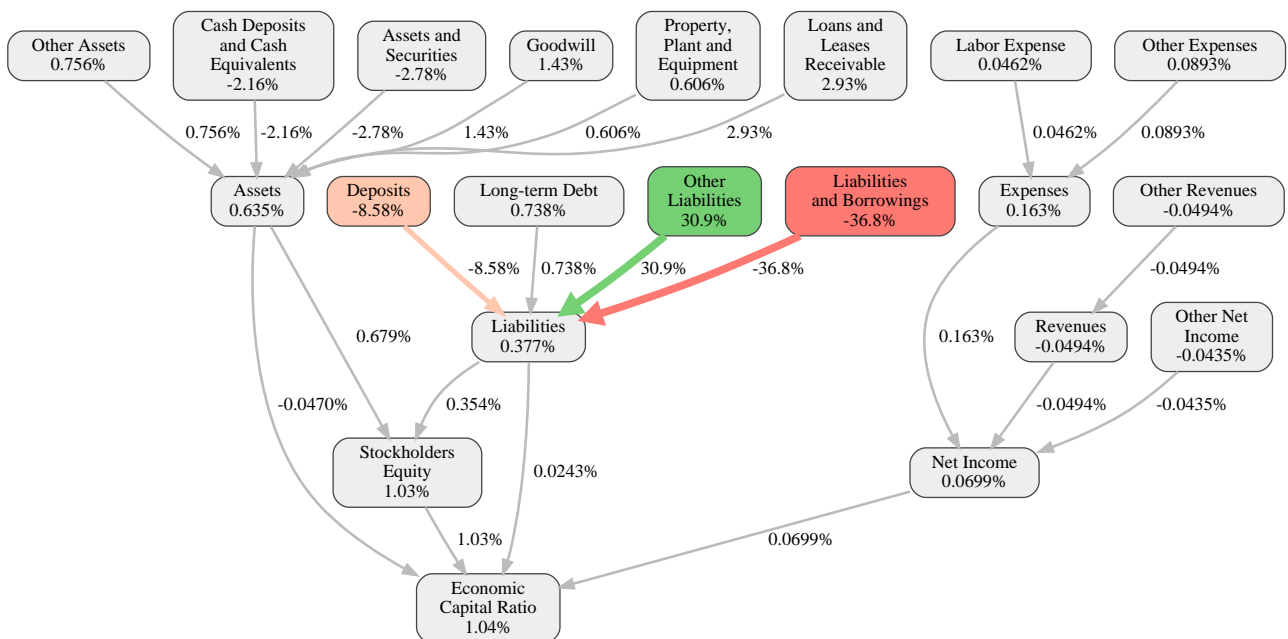 Other Assets
0.756%
Cash Deposits
and Cash
Equivalents
-2.16%
Assets and
Securities
-2.78%
Goodwill
1.43%
Property,
Plant and
Equipment
0.606%
Loans and
Leases
Receivable
2.93%
Labor Expense
0.0462%
Other Expenses
0.0893%
0.756%
-2.16%
-2.78%
1.43%
0.606%
2.93%
0.0462%
0.0893%
Assets
0.635%
Deposits
-8.58%
Long-term Debt
0.738%
Other
Liabilities
30.9%
Liabilities
and Borrowings
-36.8%
Expenses
0.163%
Other Revenues
-0.0494%
-8.58%
0.738%
30.9%
-36.8%
-0.0494%
Liabilities
0.377%
0.679%
0.163%
Revenues
-0.0494%
Other Net
Income
-0.0435%
-0.0470%
0.354%
-0.0494%
-0.0435%
Stockholders
Equity
1.03%
0.0243%
Net Income
0.0699%
1.03%
0.0699%
Economic
Capital Ratio
1.04%